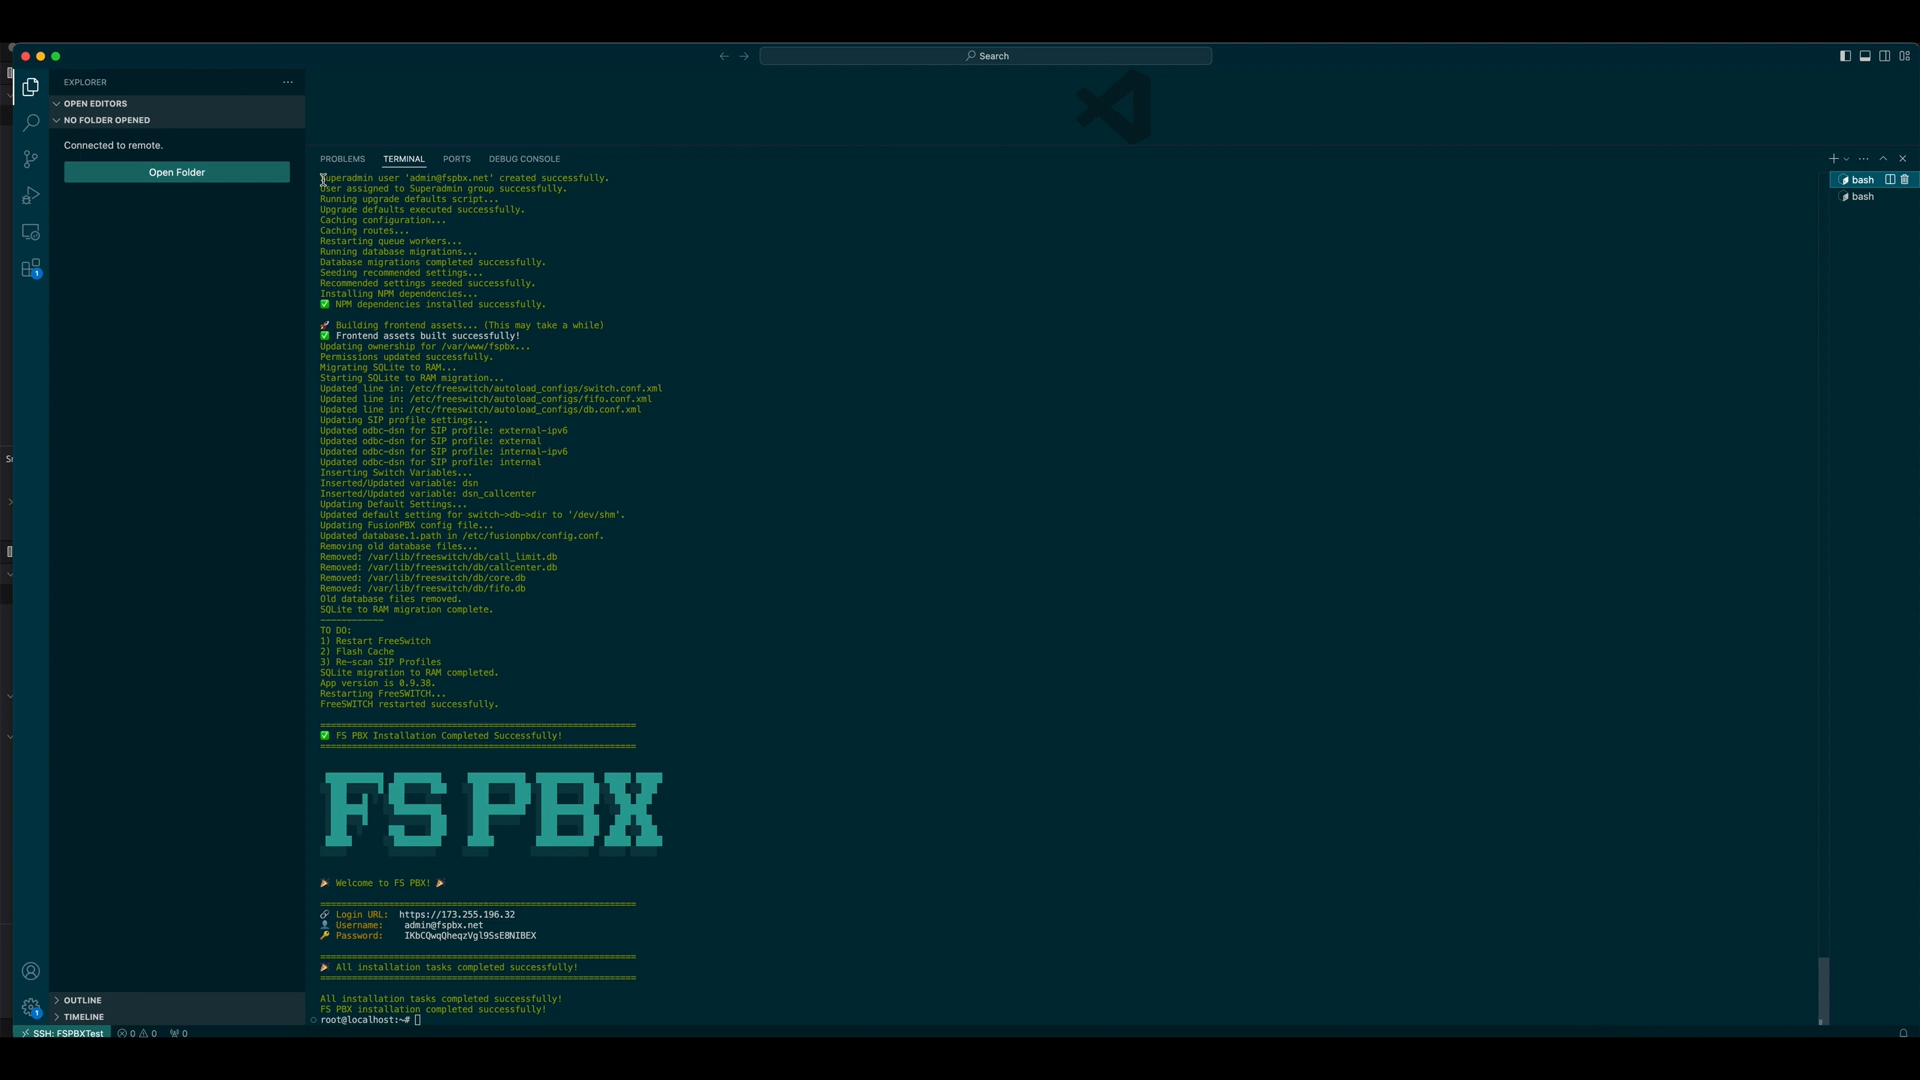 Search
EXPLORER
OPEN EDITORS
NO FOLDER OPENED
Connected to remote.
Open Folder
PROBLEMS TERMINAL PORTS DEBUG CONSOLE
bash
bash
Superadmin user 'admin@fspbx.net' created successfully.
User assigned to Superadmin group successfully.
Running upgrade defaults script...
Upgrade defaults executed successfully.
Caching configuration...
Caching routes...
Restarting queue workers...
Running database migrations...
Database migrations completed successfully.
Seeding recommended settings...
Recommended settings seeded successfully.
Installing NPM dependencies...
✅ NPM dependencies installed successfully.
🚀 Building frontend assets... (This may take a while)
✅ Frontend assets built successfully!
Updating ownership for /var/www/fspbx...
Permissions updated successfully.
Migrating SQLite to RAM...
Starting SQLite to RAM migration...
Updated line in: /etc/freeswitch/autoload_configs/switch.conf.xml
Updated line in: /etc/freeswitch/autoload_configs/fifo.conf.xml
Updated line in: /etc/freeswitch/autoload_configs/db.conf.xml
Updating SIP profile settings...
Updated odbc-dsn for SIP profile: external-ipv6
Updated odbc-dsn for SIP profile: external
Updated odbc-dsn for SIP profile: internal-ipv6
Updated odbc-dsn for SIP profile: internal
Inserting Switch Variables...
Inserted/Updated variable: dsn
Inserted/Updated variable: dsn_callcenter
Updating Default Settings...
Updated default setting for switch->db->dir to '/dev/shm'.
Updating FusionPBX config file...
Updated database.1.path in /etc/fusionpbx/config.conf.
Removing old database files...
Removed: /var/lib/freeswitch/db/call_limit.db
Removed: /var/lib/freeswitch/db/callcenter.db
Removed: /var/lib/freeswitch/db/core.db
Removed: /var/lib/freeswitch/db/fifo.db
Old database files removed.
SQLite to RAM migration complete.
------------
TO DO:
1) Restart FreeSwitch
2) Flash Cache
3) Re-scan SIP Profiles
SQLite migration to RAM completed.
App version is 0.9.38.
Restarting FreeSWITCH...
FreeSWITCH restarted successfully.
============================================================
✅ FS PBX Installation Completed Successfully!
============================================================
FS PBX
🎉 Welcome to FS PBX! 🎉
============================================================
🔗 Login URL: https://173.255.196.32
👤 Username: admin@fspbx.net
🔑 Password: IKbCQwqQheqzVgl9SsE8NIBEX
============================================================
🎉 All installation tasks completed successfully!
============================================================
All installation tasks completed successfully!
FS PBX installation completed successfully!
root@localhost:~#
OUTLINE
TIMELINE
SSH: FSPBXTest 0 0 0